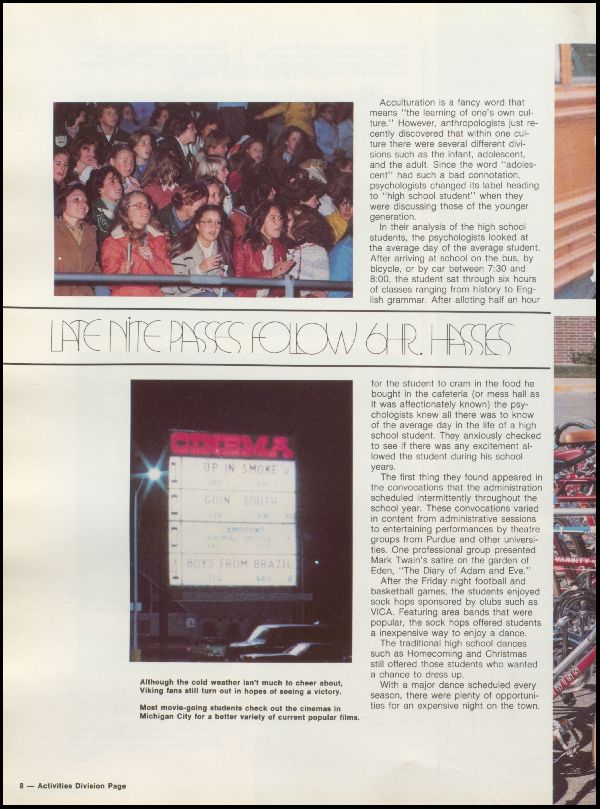 Acculturation is a fancy word that
means "the learning of one's own cul-
ture." However, anthropologists just re-
cently discovered that within one cul-
ture there were several different divi-
sions such as the infant, adolescent,
and the adult. Since the word "adoles-
cent" had such a bad connotation,
psychologists changed its label heading
to "high school student" when they
were discussing those of the younger
generation.
In their analysis of the high school
students, the psychologists looked at
the average day of the average student.
After arriving at school on the bus, by
bicycle, or by car between 7:30 and
8:00, the student sat through six hours
of classes ranging from history to Eng-
lish grammar. After alloting half an hour
LATE NITE PASSES FOLLOW 6 HR. HASSLES
for the student to cram in the food he
bought in the cafeteria (or mess hall as
it was affectionately known) the psy-
chologists knew all there was to know
of the average day in the life of a high
school student. They anxiously checked
to see if there was any excitement al-
lowed the student during his school
years.
The first thing they found appeared in
the convocations that the administration
scheduled intermittently throughout the
school year. These convocations varied
in content from administrative sessions
to entertaining performances by theatre
groups from Purdue and other universi-
ties. One professional group presented
Mark Twain's satire on the garden of
Eden, "The Diary of Adam and Eve."
After the Friday night football and
basketball games, the students enjoyed
sock hops sponsored by clubs such as
VICA. Featuring area bands that were
popular, the sock hops offered students
a inexpensive way to enjoy a dance.
The traditional high school dances
such as Homecoming and Christmas
still offered those students who wanted
a chance to dress up.
With a major dance scheduled every
season, there were plenty of opportuni-
ties for an expensive night on the town.
CINEMA
UP IN SMOKE R
GOIN SOUTH
LAMPOONS
ANIMAL HOUSE
BOYS FROM BRAZIL
Although the cold weather isn't much to cheer about,
Viking fans still turn out in hopes of seeing a victory.
Most movie-going students check out the cinemas in
Michigan City for a better variety of current popular films.
8 — Activities Division Page
VARSITY